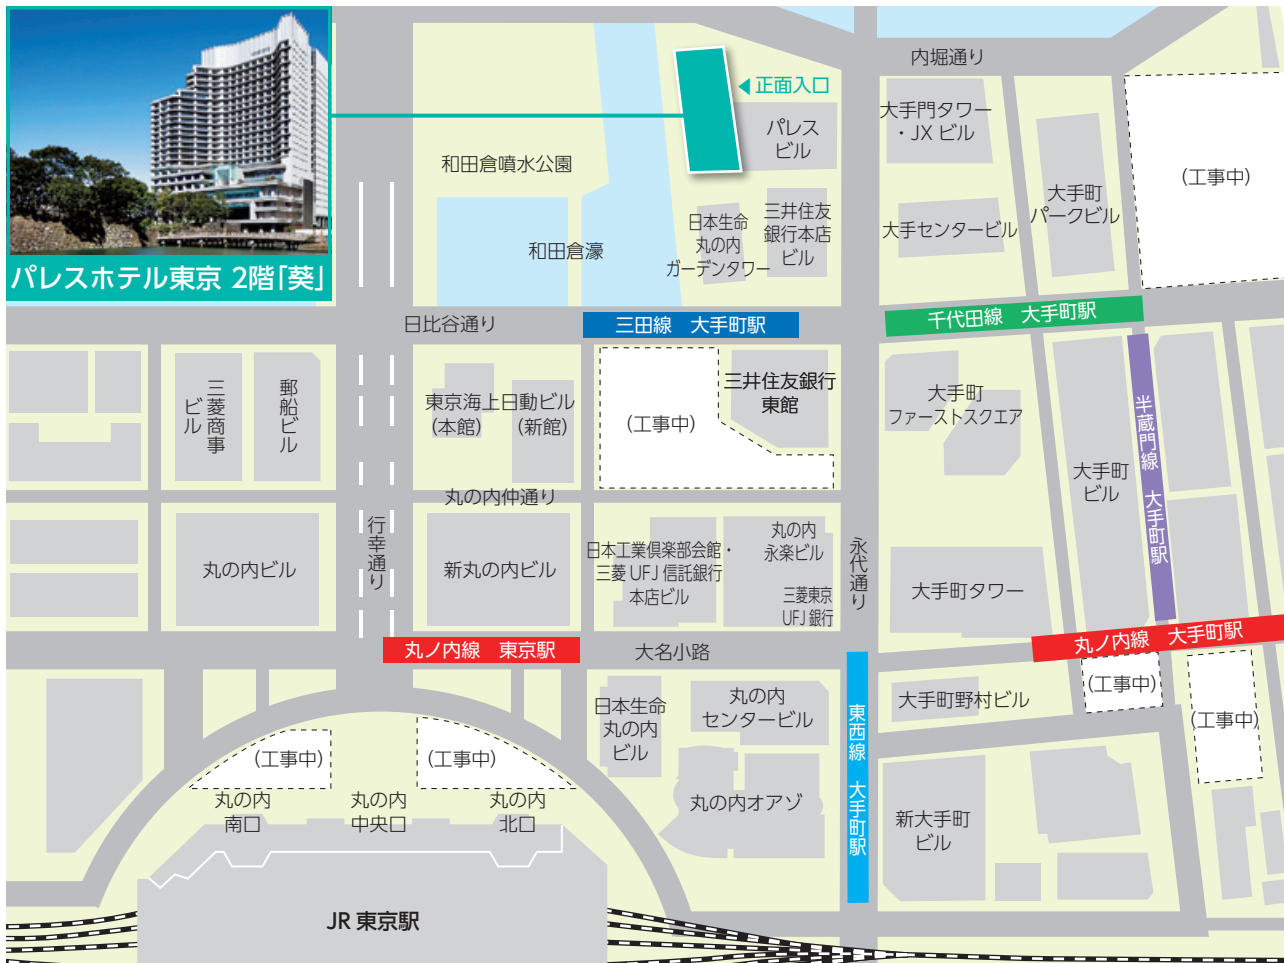 内堀通り
正面入口
パレス
ビル
大手門タワー
・JX ビル
(工事中)
大手町
パークビル
和田倉噴水公園
三井住友
銀行本店
ビル
日本生命
丸の内
ガーデンタワー
大手センタービル
和田倉濠
パレスホテル東京 2階「葵」
日比谷通り
三田線 大手町駅
千代田線 大手町駅
三菱商事
ビル
郵船ビル
東京海上日動ビル
(本館) (新館)
(工事中)
三井住友銀行
東館
大手町
ファーストスクエア
半蔵門線 大手町駅
大手町
ビル
丸の内仲通り
行幸通り
丸の内ビル
新丸の内ビル
日本工業倶楽部会館・
三菱 UFJ 信託銀行
本店ビル
丸の内
永楽ビル
三菱東京
UFJ 銀行
永代通り
大手町タワー
丸ノ内線 東京駅
大名小路
丸ノ内線 大手町駅
(工事中)
(工事中)
日本生命
丸の内
ビル
丸の内
センタービル
東西線 大手町駅
大手町野村ビル
(工事中)
(工事中)
丸の内
南口
丸の内
中央口
丸の内
北口
丸の内オアゾ
新大手町
ビル
JR 東京駅